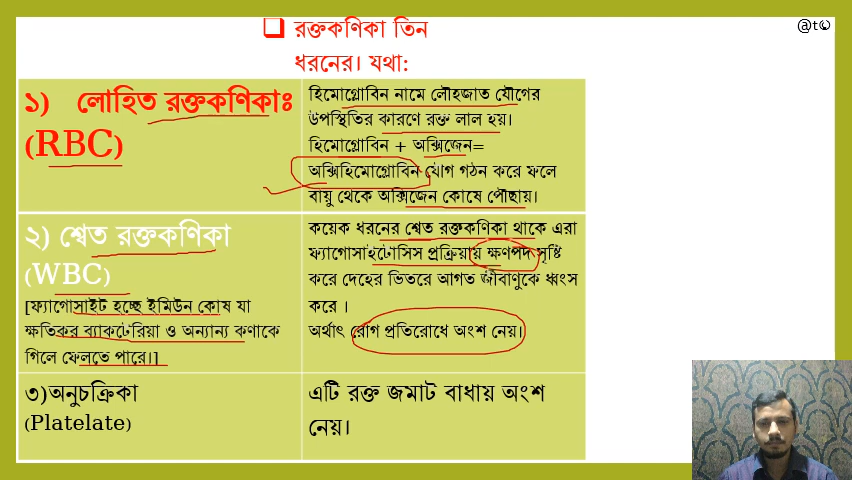 ❑ রক্তকণিকা তিন
ধরনের। যথা:
@t
১) লোহিত রক্তকণিকাঃ
(RBC)
হিমোগ্লোবিন নামে লৌহজাত যৌগের
উপস্থিতির কারণে রক্ত লাল হয়।
হিমোগ্লোবিন + অক্সিজেন=
অক্সিহিমোগ্লোবিন যৌগ গঠন করে ফলে
বায়ু থেকে অক্সিজেন কোষে পৌছায়।
২) শ্বেত রক্তকণিকা
(WBC)
[ফ্যাগোসাইট হচ্ছে ইমিউন কোষ যা
ক্ষতিকর ব্যাকটেরিয়া ও অন্যান্য কণাকে
গিলে ফেলতে পারে।]
কয়েক ধরনের শ্বেত রক্তকণিকা থাকে এরা
ফ্যাগোসাইটোসিস প্রক্রিয়ায় ক্ষণপদ সৃষ্টি
করে দেহের ভিতরে আগত জীবাণুকে ধ্বংস
করে ।
অর্থাৎ রোগ প্রতিরোধে অংশ নেয়।
৩)অনুচক্রিকা
(Platelate)
এটি রক্ত জমাট বাধায় অংশ
নেয়।